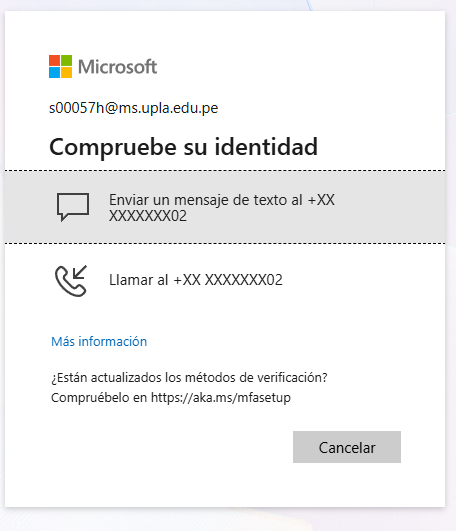 Microsoft
s00057h@ms.upla.edu.pe
Compruebe su identidad
Enviar un mensaje de texto al +XX
XXXXXXX02
Llamar al +XX XXXXXXX02
Más información
¿Están actualizados los métodos de verificación?
Compruébelo en https://aka.ms/mfasetup
Cancelar